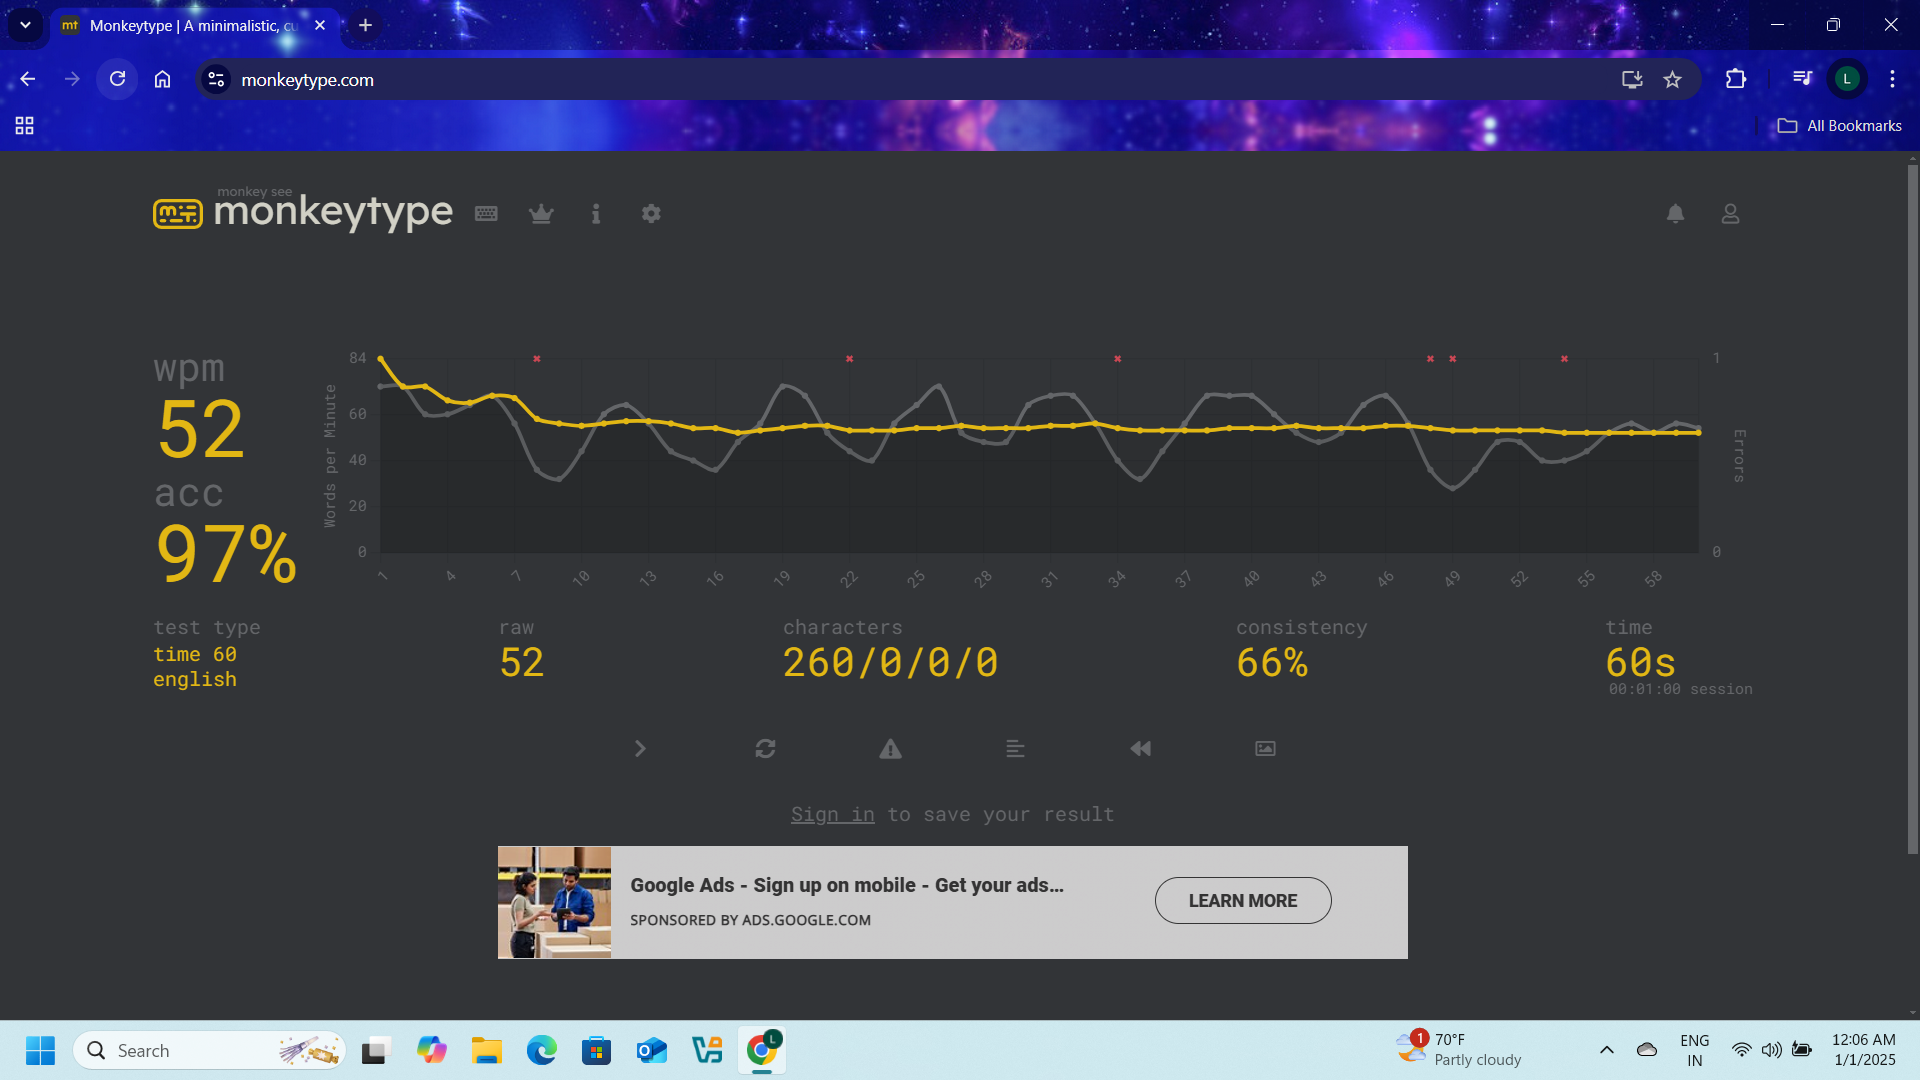 mt Monkeytype | A minimalistic, cu
monkeytype.com
L
All Bookmarks
monkey see
monkeytype
wpm
52
acc
97%
Words per Minute
84
60
40
20
0
1 4 7 10 13 16 19 22 25 28 31 34 37 40 43 46 49 52 55 58
1
0
Errors
test type
time 60
english
raw
52
characters
260/0/0/0
consistency
66%
time
60s
00:01:00 session
Sign in to save your result
Google Ads - Sign up on mobile - Get your ads...
SPONSORED BY ADS.GOOGLE.COM
LEARN MORE
Search
L
1
70°F
Partly cloudy
ENG
IN
12:06 AM
1/1/2025